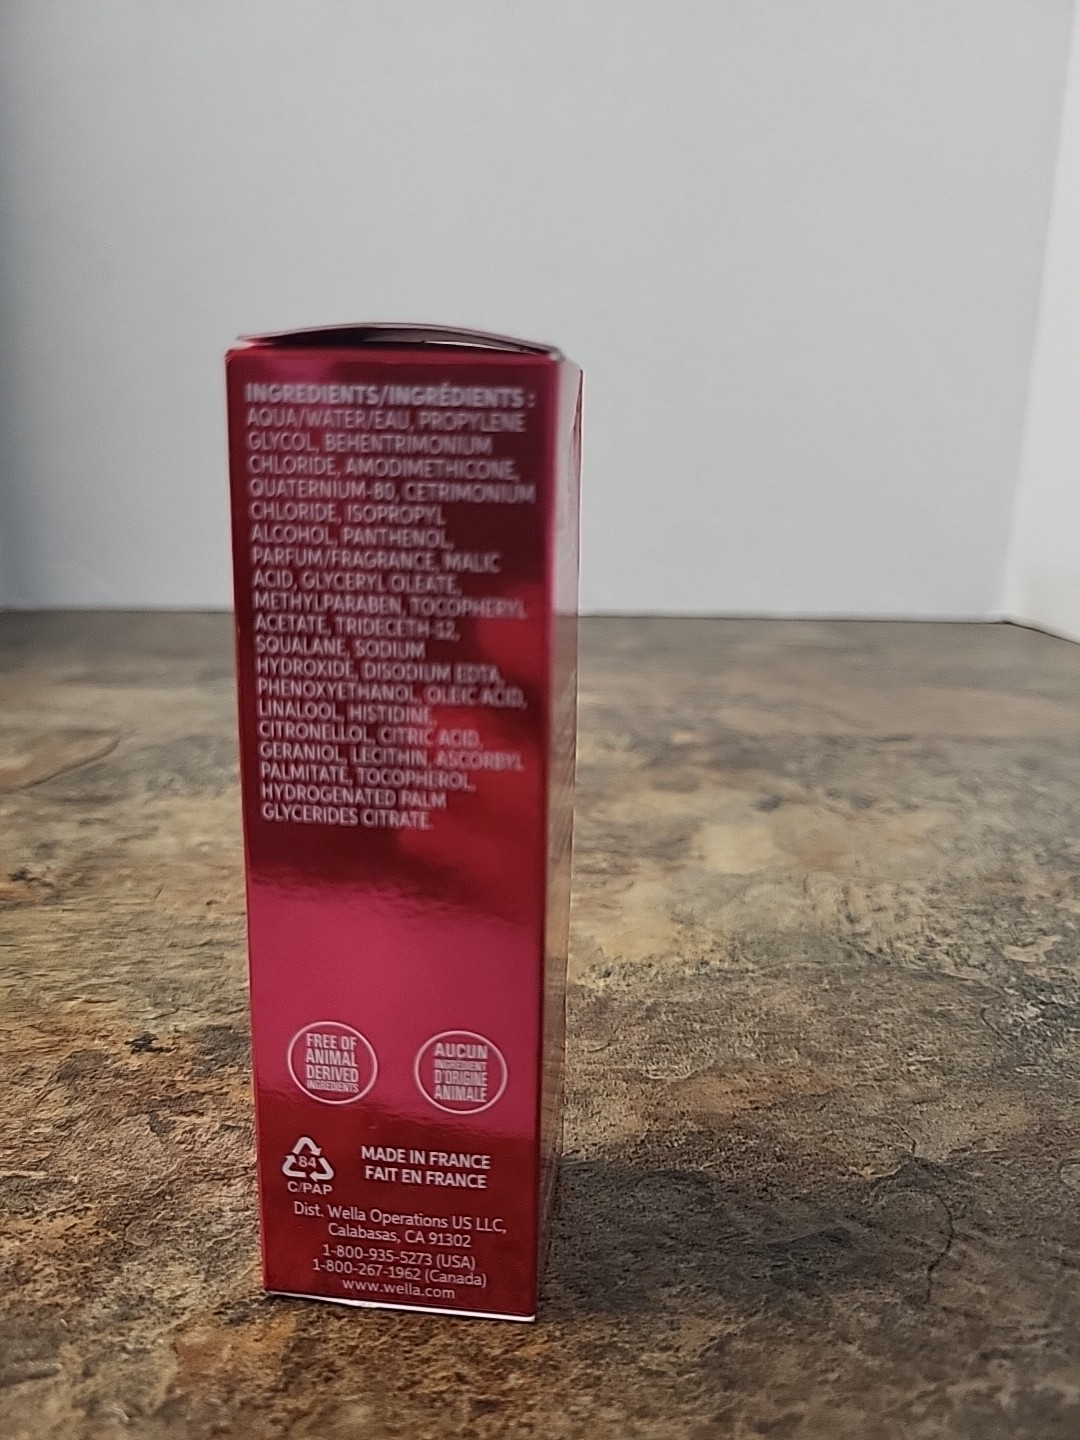 INGREDIENTS/INGRÉDIENTS :
AQUA/WATER/EAU, PROPYLENE
GLYCOL, BEHENTRIMONIUM
CHLORIDE, AMODIMETHICONE,
QUATERNIUM-80, CETRIMONIUM
CHLORIDE, ISOPROPYL
ALCOHOL, PANTHENOL,
PARFUM/FRAGRANCE, MALIC
ACID, GLYCERYL OLEATE,
METHYLPARABEN, TOCOPHERYL
ACETATE, TRIDECETH-12,
SQUALANE, SODIUM
HYDROXIDE, DISODIUM EDTA,
PHENOXYETHANOL, OLEIC ACID,
LINALOOL, HISTIDINE,
CITRONELLOL, CITRIC ACID,
GERANIOL, LECITHIN, ASCORBYL
PALMITATE, TOCOPHEROL,
HYDROGENATED PALM
GLYCERIDES CITRATE.
FREE OF
ANIMAL
DERIVED
INGREDIENTS
AUCUN
INGRÉDIENT
D'ORIGINE
ANIMALE
84
C/PAP
MADE IN FRANCE
FAIT EN FRANCE
Dist. Wella Operations US LLC,
Calabasas, CA 91302
1-800-935-5273 (USA)
1-800-267-1962 (Canada)
www.wella.com